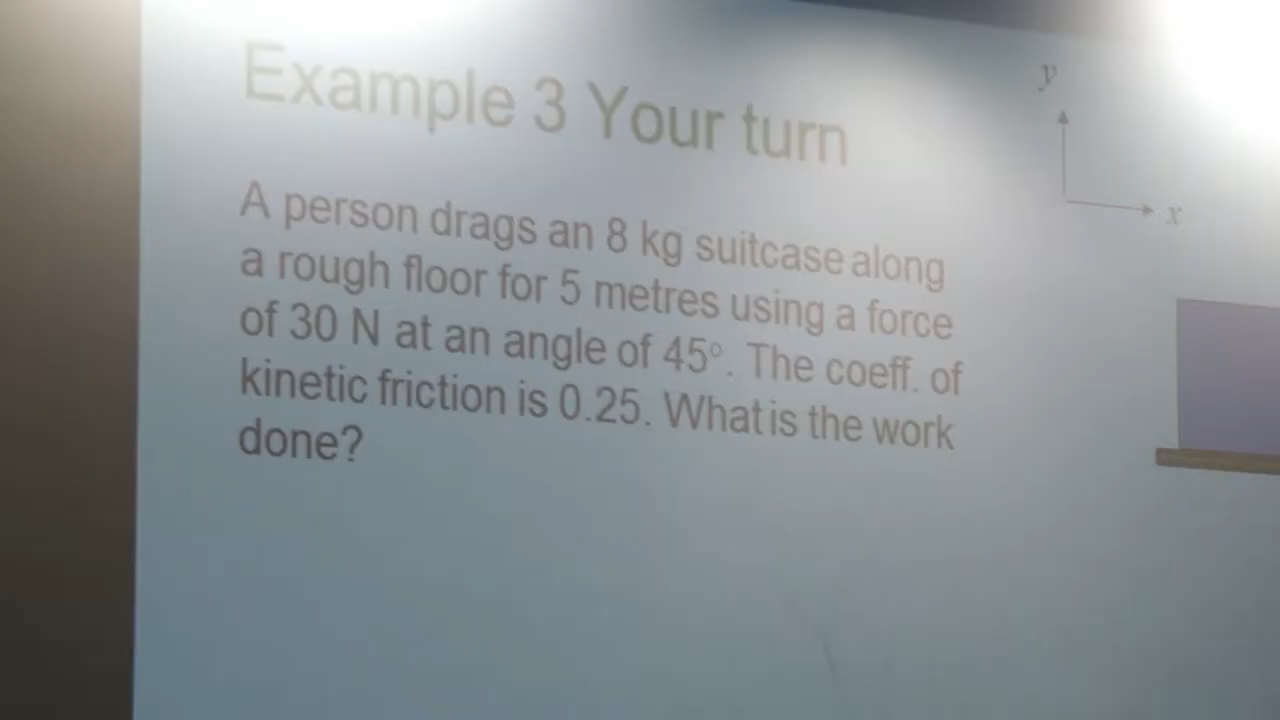 Example 3 Your turn
y
x
A person drags an 8 kg suitcase along
a rough floor for 5 metres using a force
of 30 N at an angle of 45°. The coeff. of
kinetic friction is 0.25. What is the work
done?